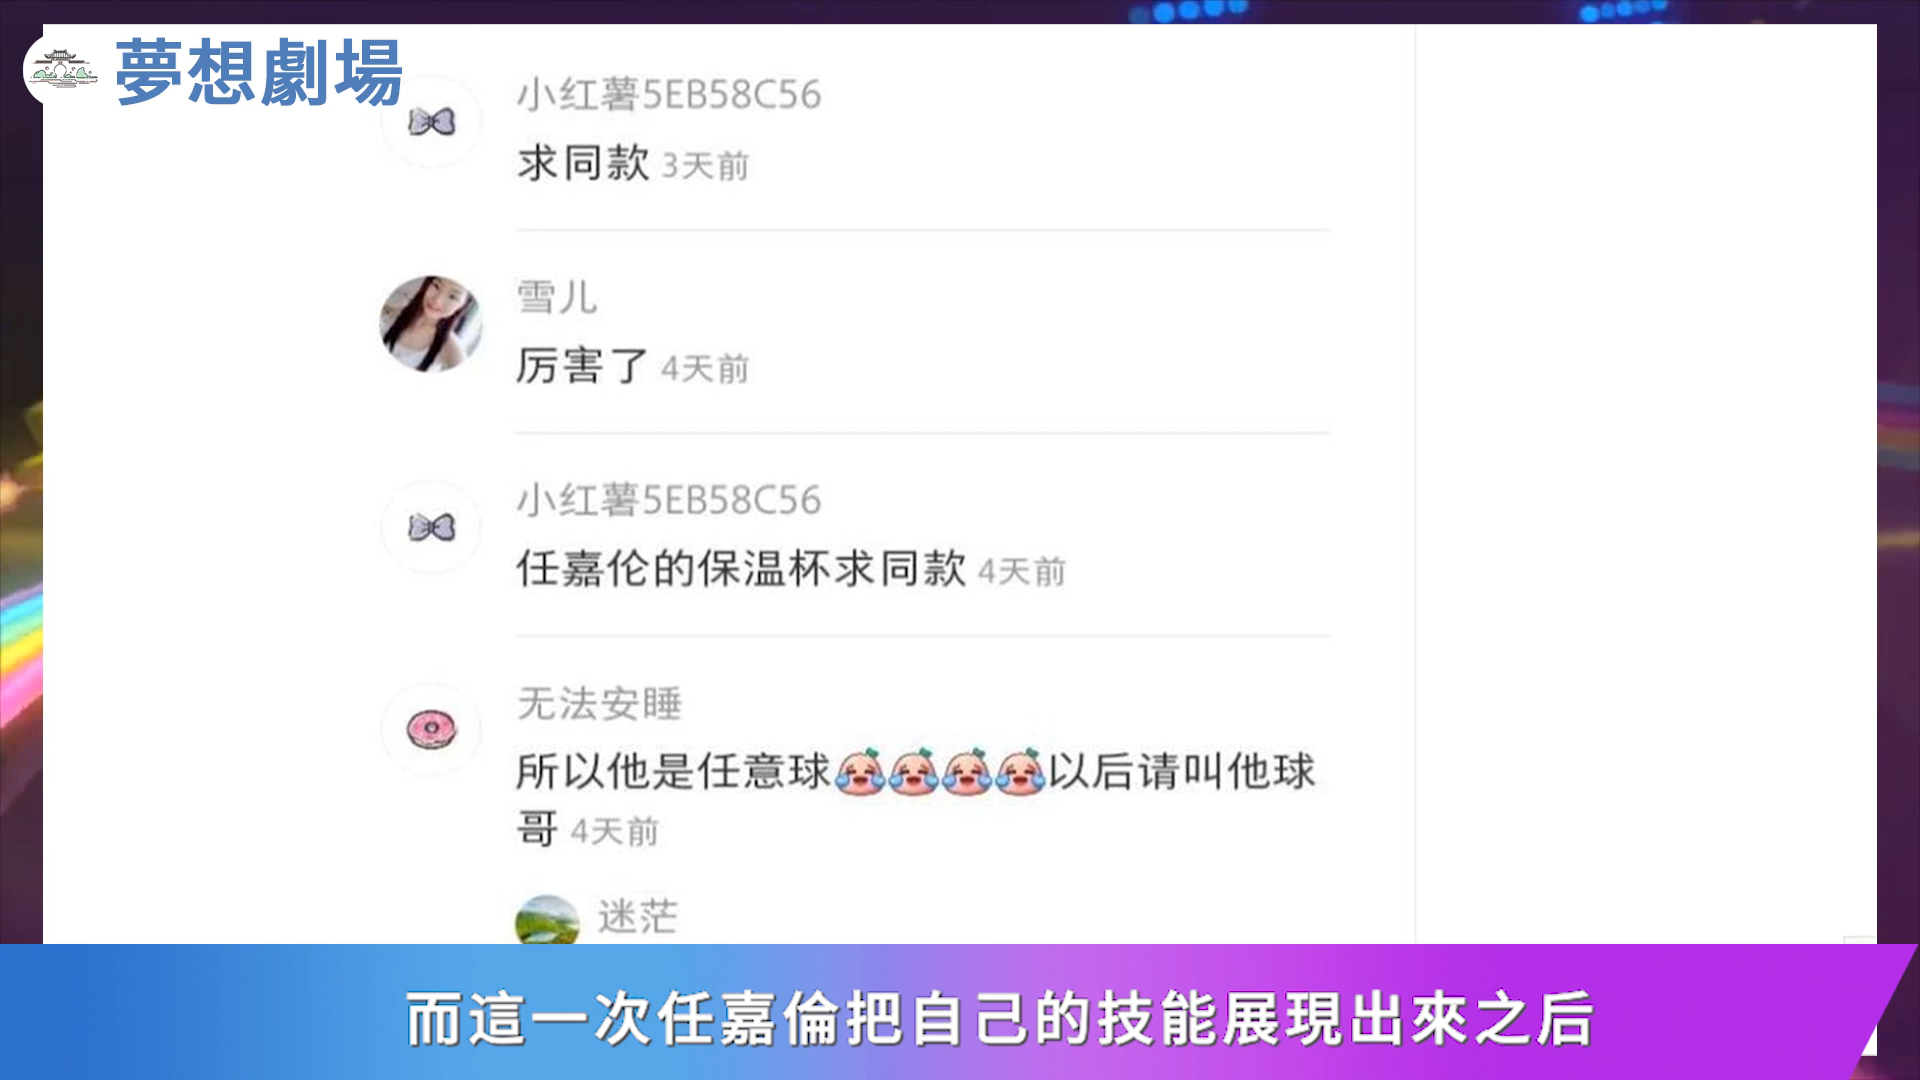 夢想劇場
小红薯5EB58C56
求同款 3天前
雪儿
厉害了 4天前
小红薯5EB58C56
任嘉伦的保温杯求同款 4天前
无法安睡
所以他是任意球😂😂😂😂以后请叫他球
哥 4天前
迷茫
而這一次任嘉倫把自己的技能展現出來之后